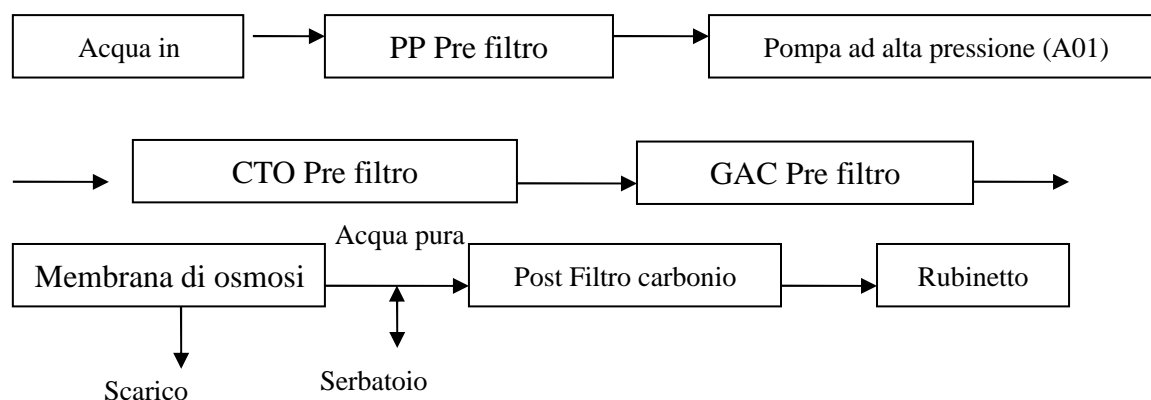 Acqua in
PP Pre filtro
Pompa ad alta pressione (A01)
CTO Pre filtro
GAC Pre filtro
Acqua pura
Membrana di osmosi
Post Filtro carbonio
Rubinetto
Scarico
Serbatoio